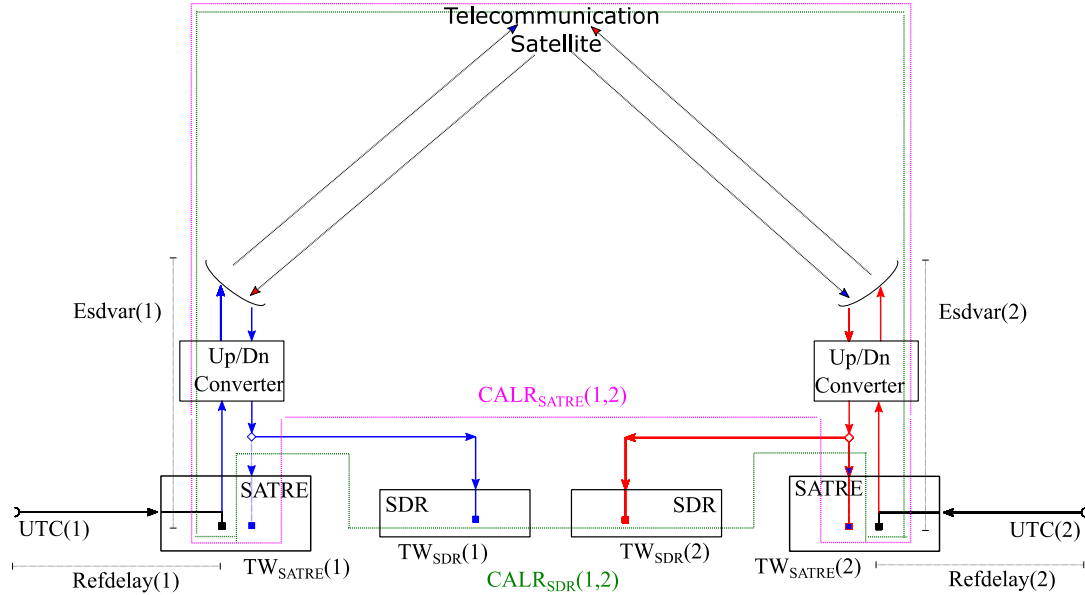 Telecommunication
Satellite
Esdvar(1)
Esdvar(2)
Up/Dn
Converter
Up/Dn
Converter
CALR_SATRE(1,2)
SATRE
SDR
SDR
SATRE
UTC(1)
UTC(2)
TW_SATRE(1)
TW_SDR(1)
TW_SDR(2)
TW_SATRE(2)
Refdelay(1)
CALR_SDR(1,2)
Refdelay(2)